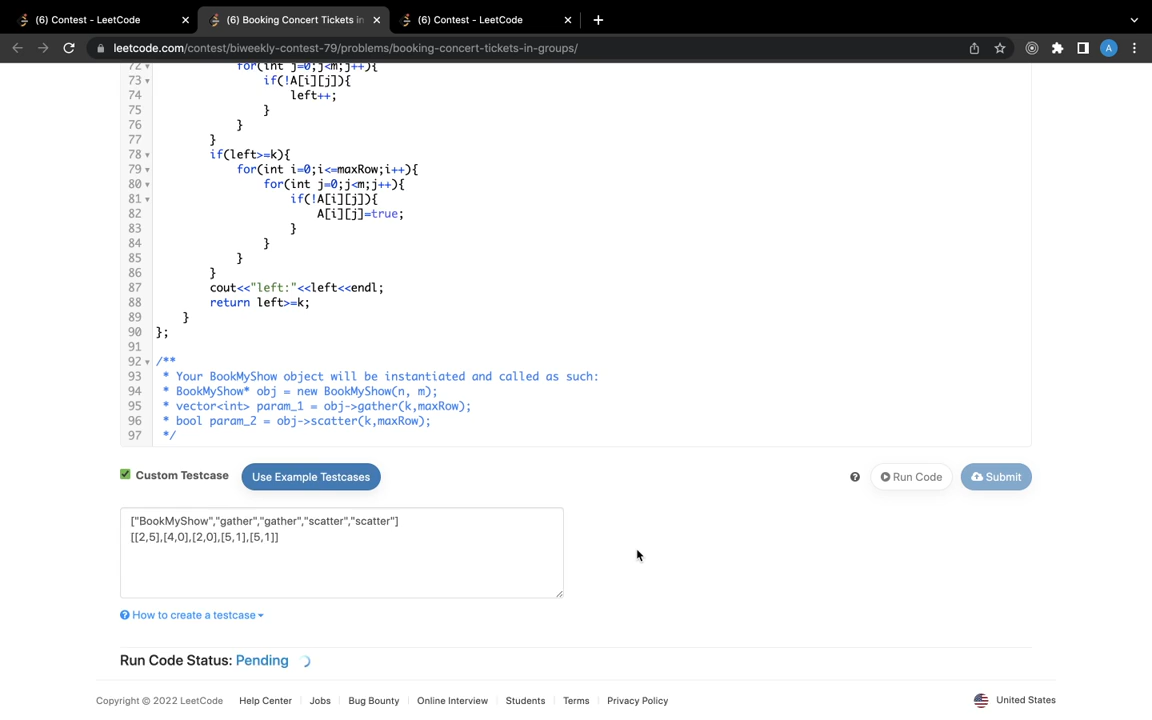 (6) Contest - LeetCode
(6) Booking Concert Tickets in
(6) Contest - LeetCode
leetcode.com/contest/biweekly-contest-79/problems/booking-concert-tickets-in-groups/
A
72 for(int j=0;j<m;j++){
73 if(!A[i][j]){
74 left++;
75 }
76 }
77 }
78 if(left>=k){
79 for(int i=0;i<=maxRow;i++){
80 for(int j=0;j<m;j++){
81 if(!A[i][j]){
82 A[i][j]=true;
83 }
84 }
85 }
86 }
87 cout<<"left:"<<left<<endl;
88 return left>=k;
89 }
90 };
91
92 /**
93 * Your BookMyShow object will be instantiated and called as such:
94 * BookMyShow* obj = new BookMyShow(n, m);
95 * vector<int> param_1 = obj->gather(k,maxRow);
96 * bool param_2 = obj->scatter(k,maxRow);
97 */
Custom Testcase Use Example Testcases ? Run Code Submit
["BookMyShow","gather","gather","scatter","scatter"]
[[2,5],[4,0],[2,0],[5,1],[5,1]]
? How to create a testcase
Run Code Status: Pending
Copyright © 2022 LeetCode Help Center Jobs Bug Bounty Online Interview Students Terms Privacy Policy United States